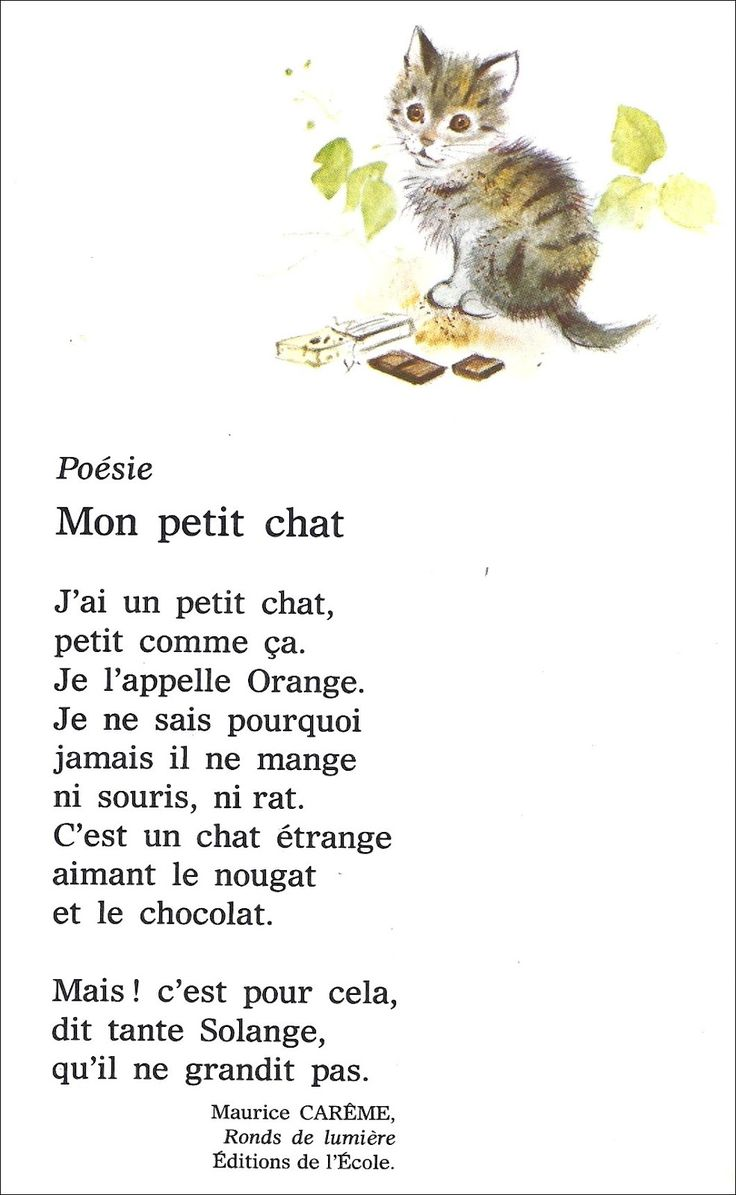 Poésie
Mon petit chat
J'ai un petit chat,
petit comme ça.
Je l'appelle Orange.
Je ne sais pourquoi
jamais il ne mange
ni souris, ni rat.
C'est un chat étrange
aimant le nougat
et le chocolat.
Mais ! c'est pour cela,
dit tante Solange,
qu'il ne grandit pas.
Maurice CARÊME,
Ronds de lumière
Éditions de l'École.